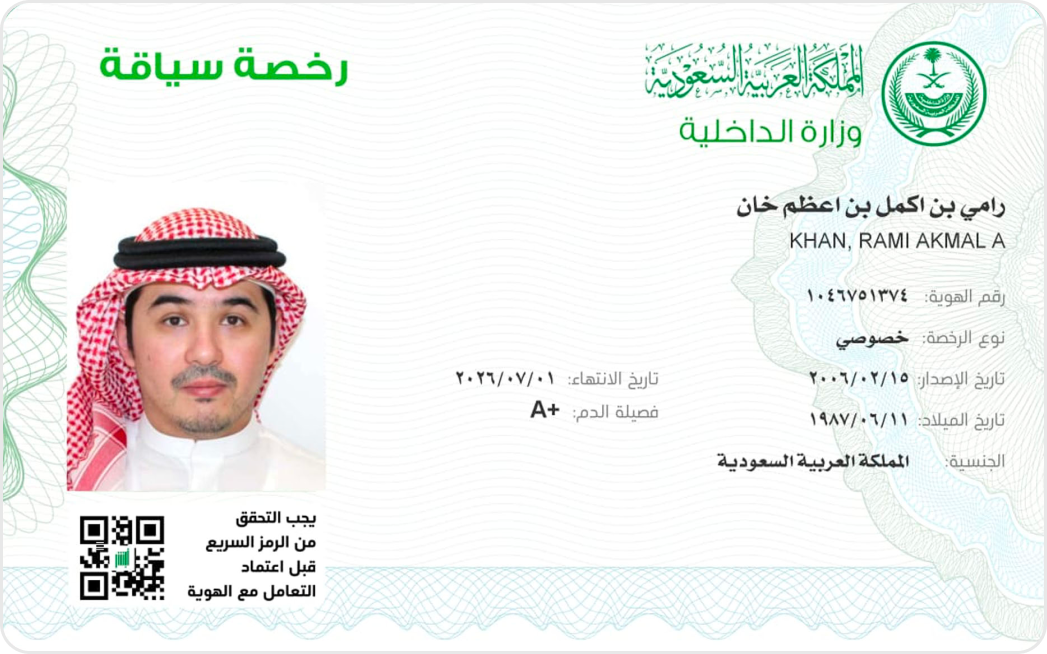 المملكة العربية السعودية
وزارة الداخلية
رخصة سياقة
رامي بن اكمل بن اعظم خان
KHAN, RAMI AKMAL A
رقم الهوية: ١٠٤٦٧٥١٣٧٤
نوع الرخصة: خصوصي
تاريخ الإصدار: ٢٠٠٦/٠٢/١٥
تاريخ الانتهاء: ٢٠٢٦/٠٧/٠١
تاريخ الميلاد: ١٩٨٧/٠٦/١١
فصيلة الدم: A+
الجنسية: المملكة العربية السعودية
يجب التحقق
من الرمز السريع
قبل اعتماد
التعامل مع الهوية